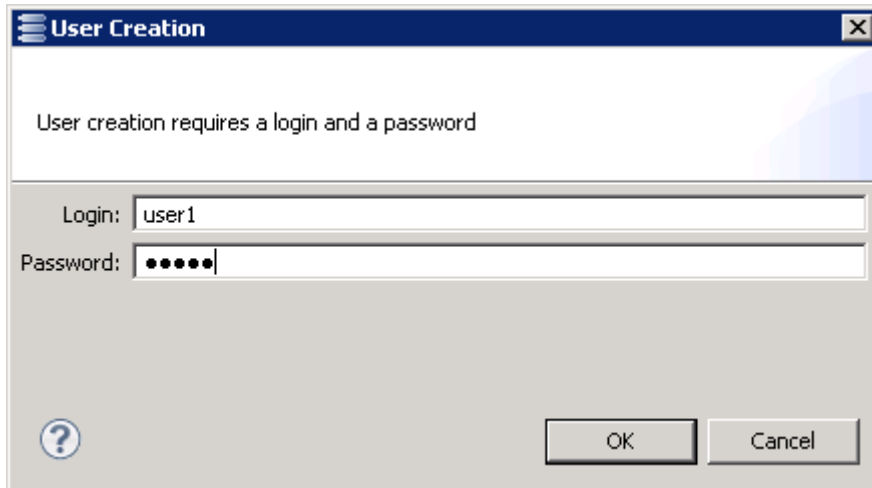 User Creation
User creation requires a login and a password
Login: user1
Password: ●●●●●
?
OK Cancel